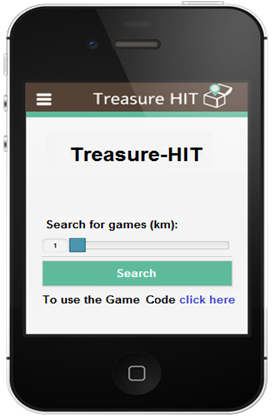 Treasure HIT
Treasure-HIT
Search for games (km):
1
Search
To use the Game Code click here